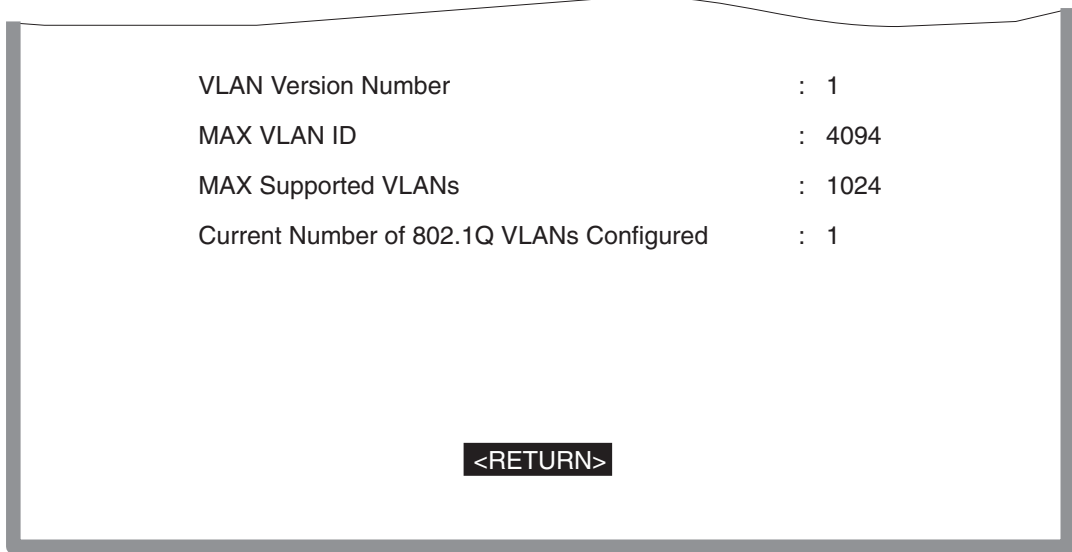 VLAN Version Number : 1
MAX VLAN ID : 4094
MAX Supported VLANs : 1024
Current Number of 802.1Q VLANs Configured : 1
<RETURN>